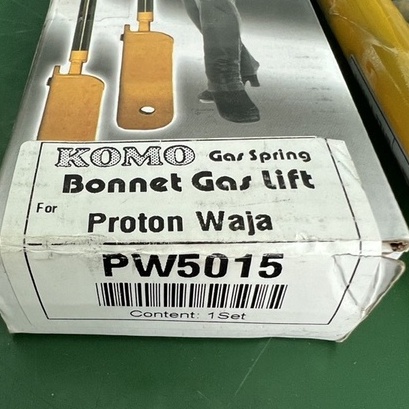 KOMO Gas Spring
Bonnet Gas Lift
For Proton Waja
PW5015
Content: 1Set